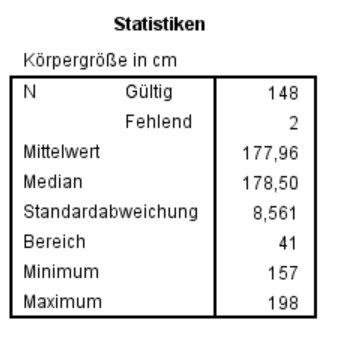 Statistiken
Körpergröße in cm
N Gültig 148
Fehlend 2
Mittelwert 177,96
Median 178,50
Standardabweichung 8,561
Bereich 41
Minimum 157
Maximum 198